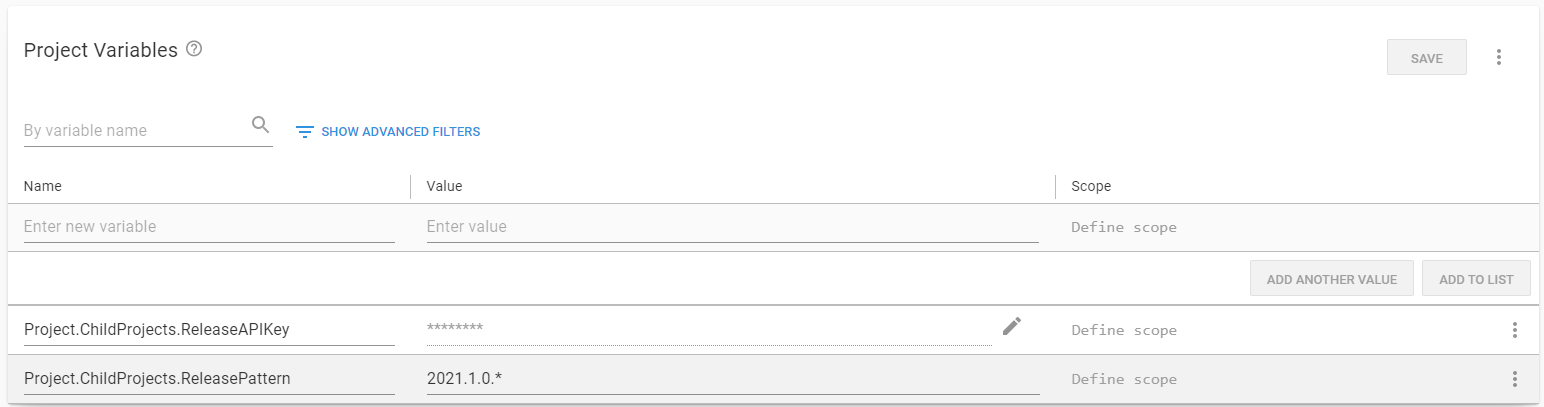 Project Variables
SAVE
By variable name
SHOW ADVANCED FILTERS
Name Value Scope
Enter new variable Enter value Define scope
ADD ANOTHER VALUE ADD TO LIST
Project.ChildProjects.ReleaseAPIKey ******** Define scope
Project.ChildProjects.ReleasePattern 2021.1.0.* Define scope